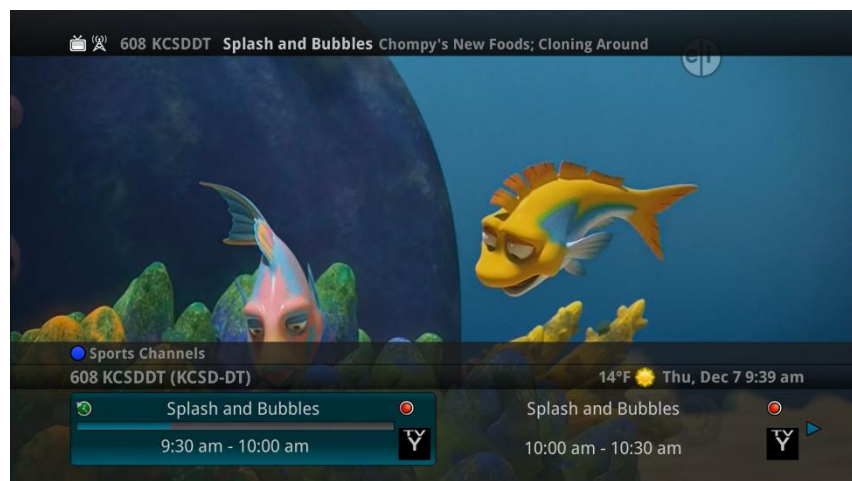 608 KCSDDT Splash and Bubbles Chompy's New Foods; Cloning Around
Sports Channels
608 KCSDDT (KCSD-DT) 14°F Thu, Dec 7 9:39 am
Splash and Bubbles Splash and Bubbles
TV Y TV Y
9:30 am - 10:00 am 10:00 am - 10:30 am